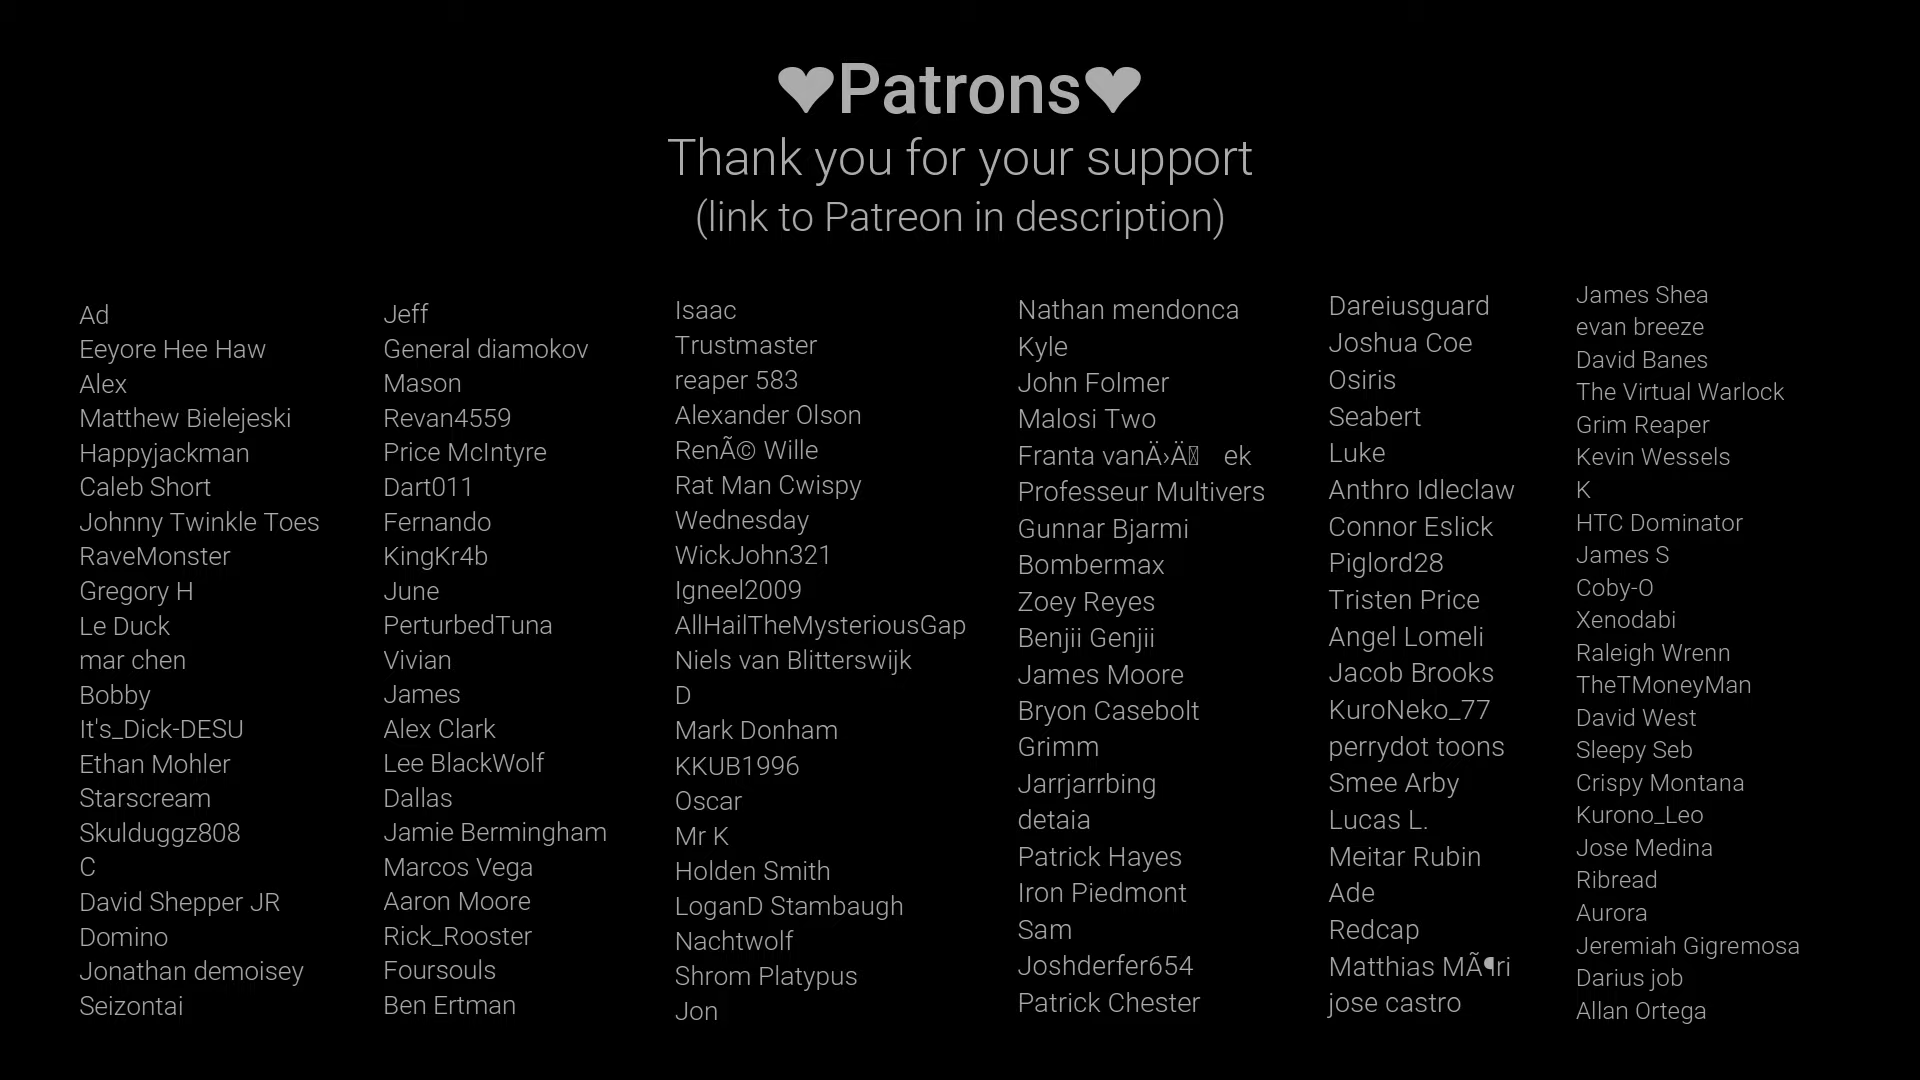 ❤Patrons❤
Thank you for your support
(link to Patreon in description)
Ad
Eeyore Hee Haw
Alex
Matthew Bielejeski
Happyjackman
Caleb Short
Johnny Twinkle Toes
RaveMonster
Gregory H
Le Duck
mar chen
Bobby
It's_Dick-DESU
Ethan Mohler
Starscream
Skulduggz808
C
David Shepper JR
Domino
Jonathan demoisey
Seizontai
Jeff
General diamokov
Mason
Revan4559
Price McIntyre
Dart011
Fernando
KingKr4b
June
PerturbedTuna
Vivian
James
Alex Clark
Lee BlackWolf
Dallas
Jamie Bermingham
Marcos Vega
Aaron Moore
Rick_Rooster
Foursouls
Ben Ertman
Isaac
Trustmaster
reaper 583
Alexander Olson
RenÃ© Wille
Rat Man Cwispy
Wednesday
WickJohn321
Igneel2009
AllHailTheMysteriousGap
Niels van Blitterswijk
D
Mark Donham
KKUB1996
Oscar
Mr K
Holden Smith
LoganD Stambaugh
Nachtwolf
Shrom Platypus
Jon
Nathan mendonca
Kyle
John Folmer
Malosi Two
Franta vanÄ›Ä ek
Professeur Multivers
Gunnar Bjarmi
Bombermax
Zoey Reyes
Benjii Genjii
James Moore
Bryon Casebolt
Grimm
Jarrjarrbing
detaia
Patrick Hayes
Iron Piedmont
Sam
Joshderfer654
Patrick Chester
Dareiusguard
Joshua Coe
Osiris
Seabert
Luke
Anthro Idleclaw
Connor Eslick
Piglord28
Tristen Price
Angel Lomeli
Jacob Brooks
KuroNeko_77
perrydot toons
Smee Arby
Lucas L.
Meitar Rubin
Ade
Redcap
Matthias MÃ¶ri
jose castro
James Shea
evan breeze
David Banes
The Virtual Warlock
Grim Reaper
Kevin Wessels
K
HTC Dominator
James S
Coby-O
Xenodabi
Raleigh Wrenn
TheTMoneyMan
David West
Sleepy Seb
Crispy Montana
Kurono_Leo
Jose Medina
Ribread
Aurora
Jeremiah Gigremosa
Darius job
Allan Ortega